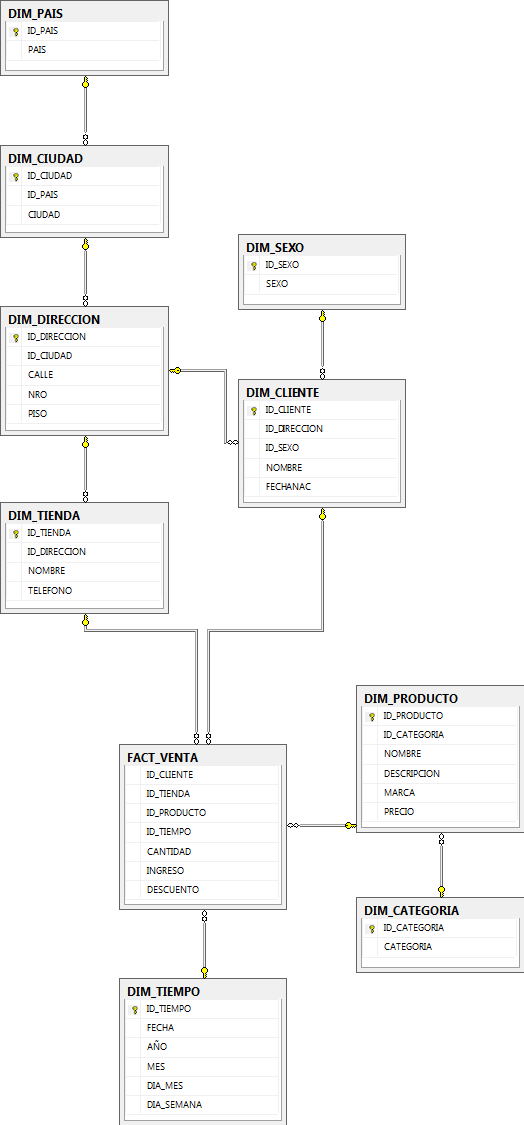 DIM_PAIS
ID_PAIS
PAIS
DIM_CIUDAD
ID_CIUDAD
ID_PAIS
CIUDAD
DIM_SEXO
ID_SEXO
SEXO
DIM_DIRECCION
ID_DIRECCION
ID_CIUDAD
CALLE
NRO
PISO
DIM_CLIENTE
ID_CLIENTE
ID_DIRECCION
ID_SEXO
NOMBRE
FECHANAC
DIM_TIENDA
ID_TIENDA
ID_DIRECCION
NOMBRE
TELEFONO
DIM_PRODUCTO
ID_PRODUCTO
ID_CATEGORIA
NOMBRE
DESCRIPCION
MARCA
PRECIO
FACT_VENTA
ID_CLIENTE
ID_TIENDA
ID_PRODUCTO
ID_TIEMPO
CANTIDAD
INGRESO
DESCUENTO
DIM_CATEGORIA
ID_CATEGORIA
CATEGORIA
DIM_TIEMPO
ID_TIEMPO
FECHA
AÑO
MES
DIA_MES
DIA_SEMANA